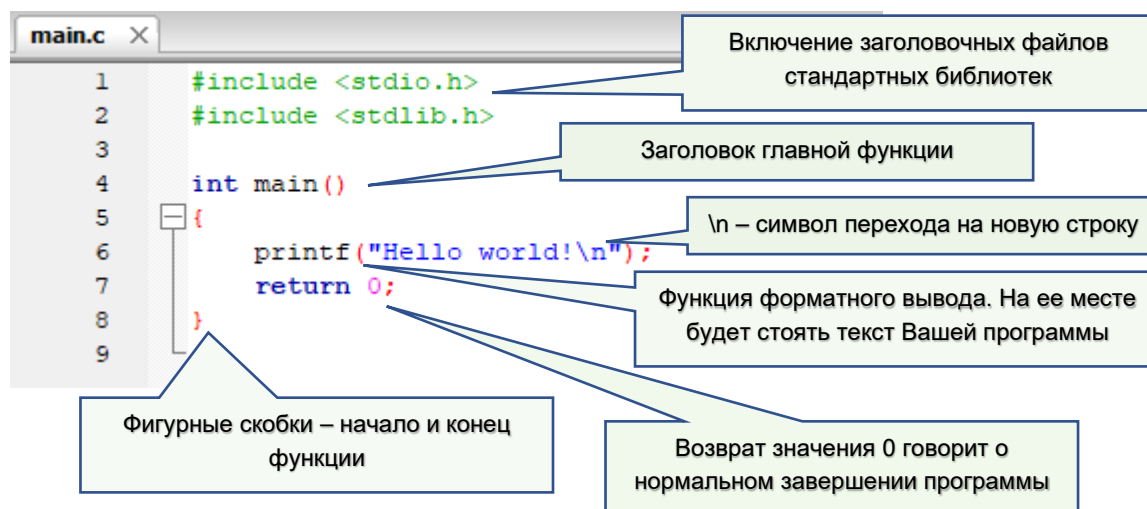 main.c
Включение заголовочных файлов
стандартных библиотек
1 #include <stdio.h>
2 #include <stdlib.h>
3
Заголовок главной функции
4 int main()
5 {
\n – символ перехода на новую строку
6 printf("Hello world!\n");
7 return 0;
Функция форматного вывода. На ее месте
будет стоять текст Вашей программы
8 }
9
Фигурные скобки – начало и конец
функции
Возврат значения 0 говорит о
нормальном завершении программы